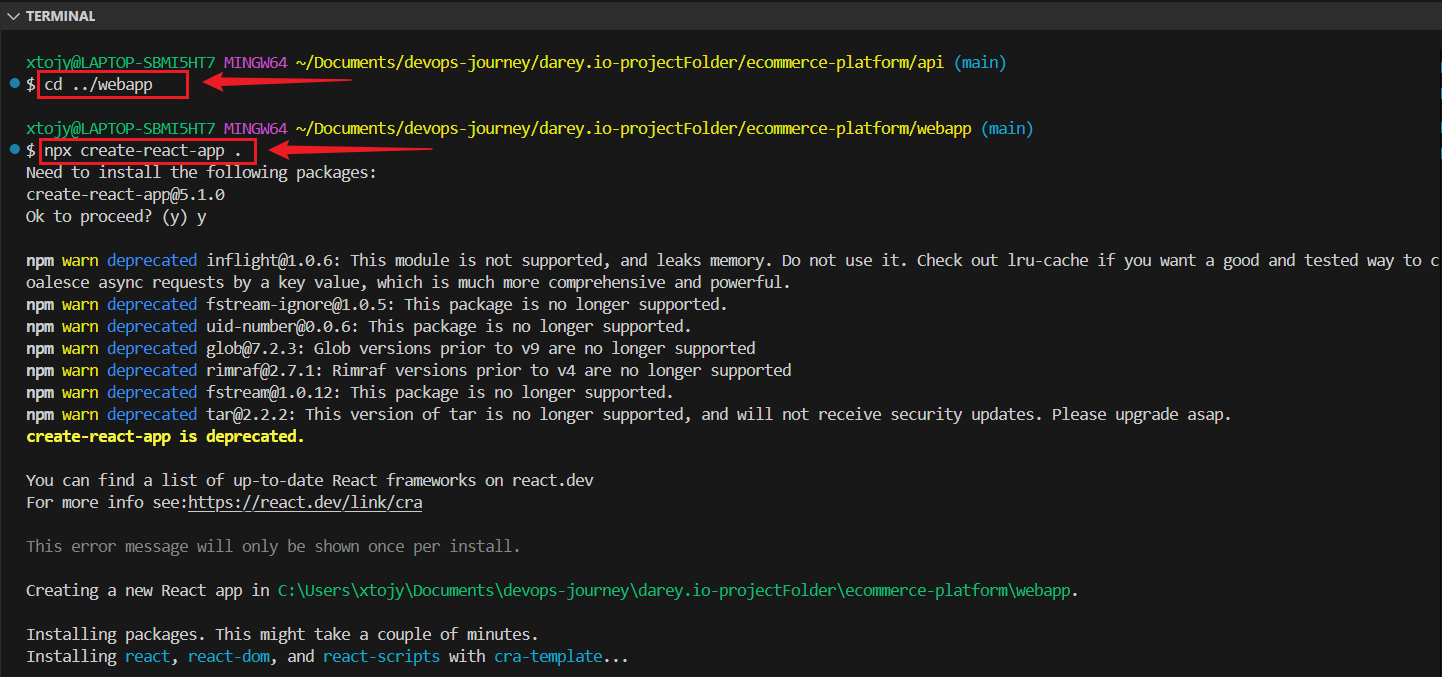 TERMINAL
xtojy@LAPTOP-SBMI5HT7 MINGW64 ~/Documents/devops-journey/darey.io-projectFolder/ecommerce-platform/api (main)
$ cd ../webapp
xtojy@LAPTOP-SBMI5HT7 MINGW64 ~/Documents/devops-journey/darey.io-projectFolder/ecommerce-platform/webapp (main)
$ npx create-react-app .
Need to install the following packages:
create-react-app@5.1.0
Ok to proceed? (y) y
npm warn deprecated inflight@1.0.6: This module is not supported, and leaks memory. Do not use it. Check out lru-cache if you want a good and tested way to c
oalesce async requests by a key value, which is much more comprehensive and powerful.
npm warn deprecated fstream-ignore@1.0.5: This package is no longer supported.
npm warn deprecated uid-number@0.0.6: This package is no longer supported.
npm warn deprecated glob@7.2.3: Glob versions prior to v9 are no longer supported
npm warn deprecated rimraf@2.7.1: Rimraf versions prior to v4 are no longer supported
npm warn deprecated fstream@1.0.12: This package is no longer supported.
npm warn deprecated tar@2.2.2: This version of tar is no longer supported, and will not receive security updates. Please upgrade asap.
create-react-app is deprecated.
You can find a list of up-to-date React frameworks on react.dev
For more info see:https://react.dev/link/cra
This error message will only be shown once per install.
Creating a new React app in C:\Users\xtojy\Documents\devops-journey\darey.io-projectFolder\ecommerce-platform\webapp.
Installing packages. This might take a couple of minutes.
Installing react, react-dom, and react-scripts with cra-template...